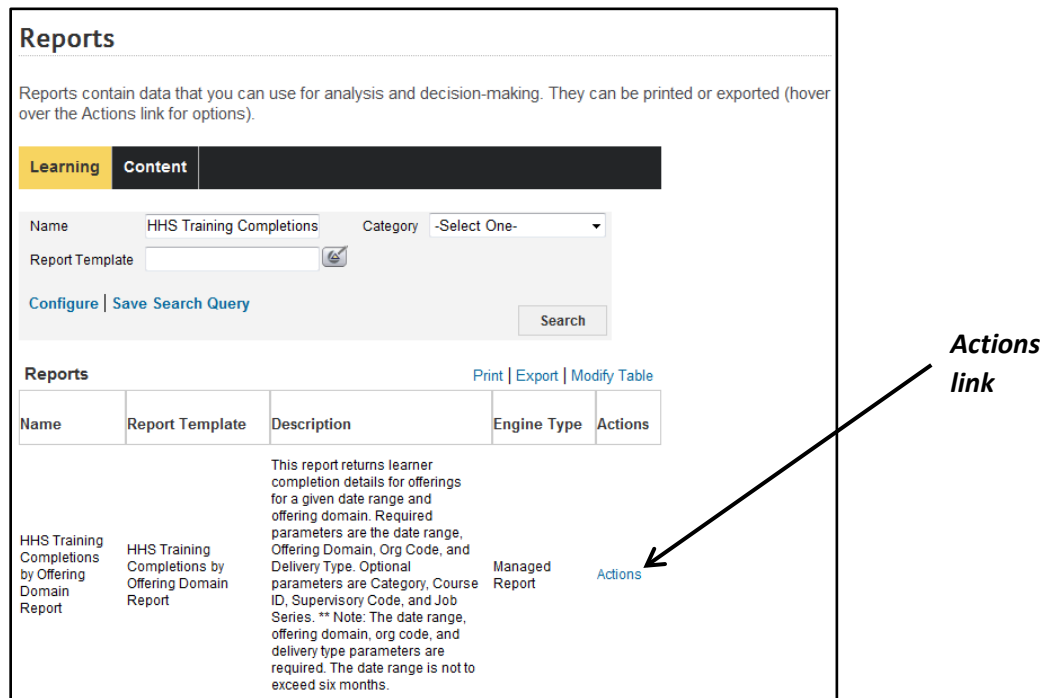 Reports
Reports contain data that you can use for analysis and decision-making. They can be printed or exported (hover
over the Actions link for options).
Learning Content
Name HHS Training Completions Category -Select One-
Report Template
Configure | Save Search Query
Search
Actions
link
Reports Print | Export | Modify Table
Name Report Template Description Engine Type Actions
HHS Training
Completions
by Offering
Domain
Report
HHS Training
Completions by
Offering Domain
Report
This report returns learner
completion details for offerings
for a given date range and
offering domain. Required
parameters are the date range,
Offering Domain, Org Code, and
Delivery Type. Optional
parameters are Category, Course
ID, Supervisory Code, and Job
Series. ** Note: The date range,
offering domain, org code, and
delivery type parameters are
required. The date range is not to
exceed six months.
Managed
Report
Actions